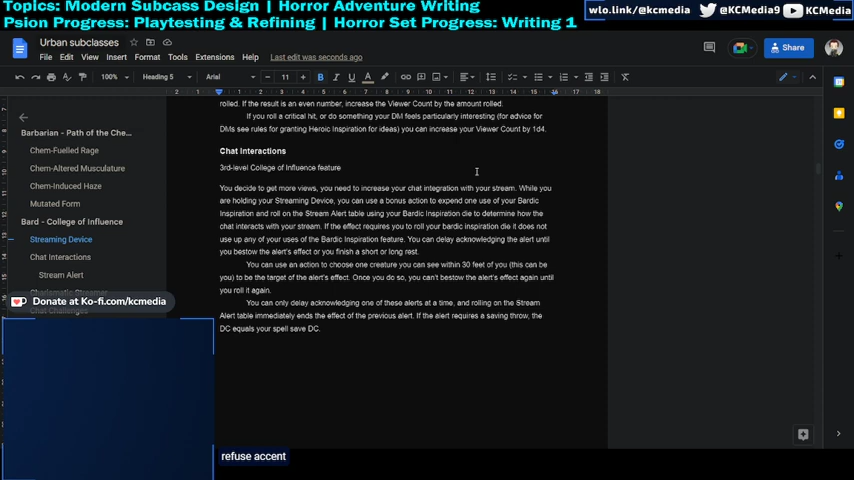 Topics: Modern Subcass Design | Horror Adventure Writing
Psion Progress: Playtesting & Refining | Horror Set Progress: Writing 1
wlo.link/@kcmedia @KCMedia9 KCMedia
Urban subclasses
File Edit View Insert Format Tools Extensions Help Last edit was seconds ago
Share
100% Heading 5 Arial 11
Barbarian - Path of the Che...
Chem-Fuelled Rage
Chem-Altered Musculature
Chem-Induced Haze
Mutated Form
Bard - College of Influence
Streaming Device
Chat Interactions
Stream Alert
Donate at Ko-fi.com/kcmedia
rolled. If the result is an even number, increase the Viewer Count by the amount rolled.
If you roll a critical hit, or do something your DM feels particularly interesting (for advice for
DMs see rules for granting Heroic Inspiration for ideas) you can increase your Viewer Count by 1d4.
Chat Interactions
3rd-level College of Influence feature
You decide to get more views, you need to increase your chat integration with your stream. While you
are holding your Streaming Device, you can use a bonus action to expend one use of your Bardic
Inspiration and roll on the Stream Alert table using your Bardic Inspiration die to determine how the
chat interacts with your stream. If the effect requires you to roll your bardic inspiration die it does not
use up any of your uses of the Bardic Inspiration feature. You can delay acknowledging the alert until
you bestow the alert's effect or you finish a short or long rest.
You can use an action to choose one creature you can see within 30 feet of you (this can be
you) to be the target of the alert's effect. Once you do so, you can't bestow the alert's effect again until
you roll it again.
You can only delay acknowledging one of these alerts at a time, and rolling on the Stream
Alert table immediately ends the effect of the previous alert. If the alert requires a saving throw, the
DC equals your spell save DC.
refuse accent